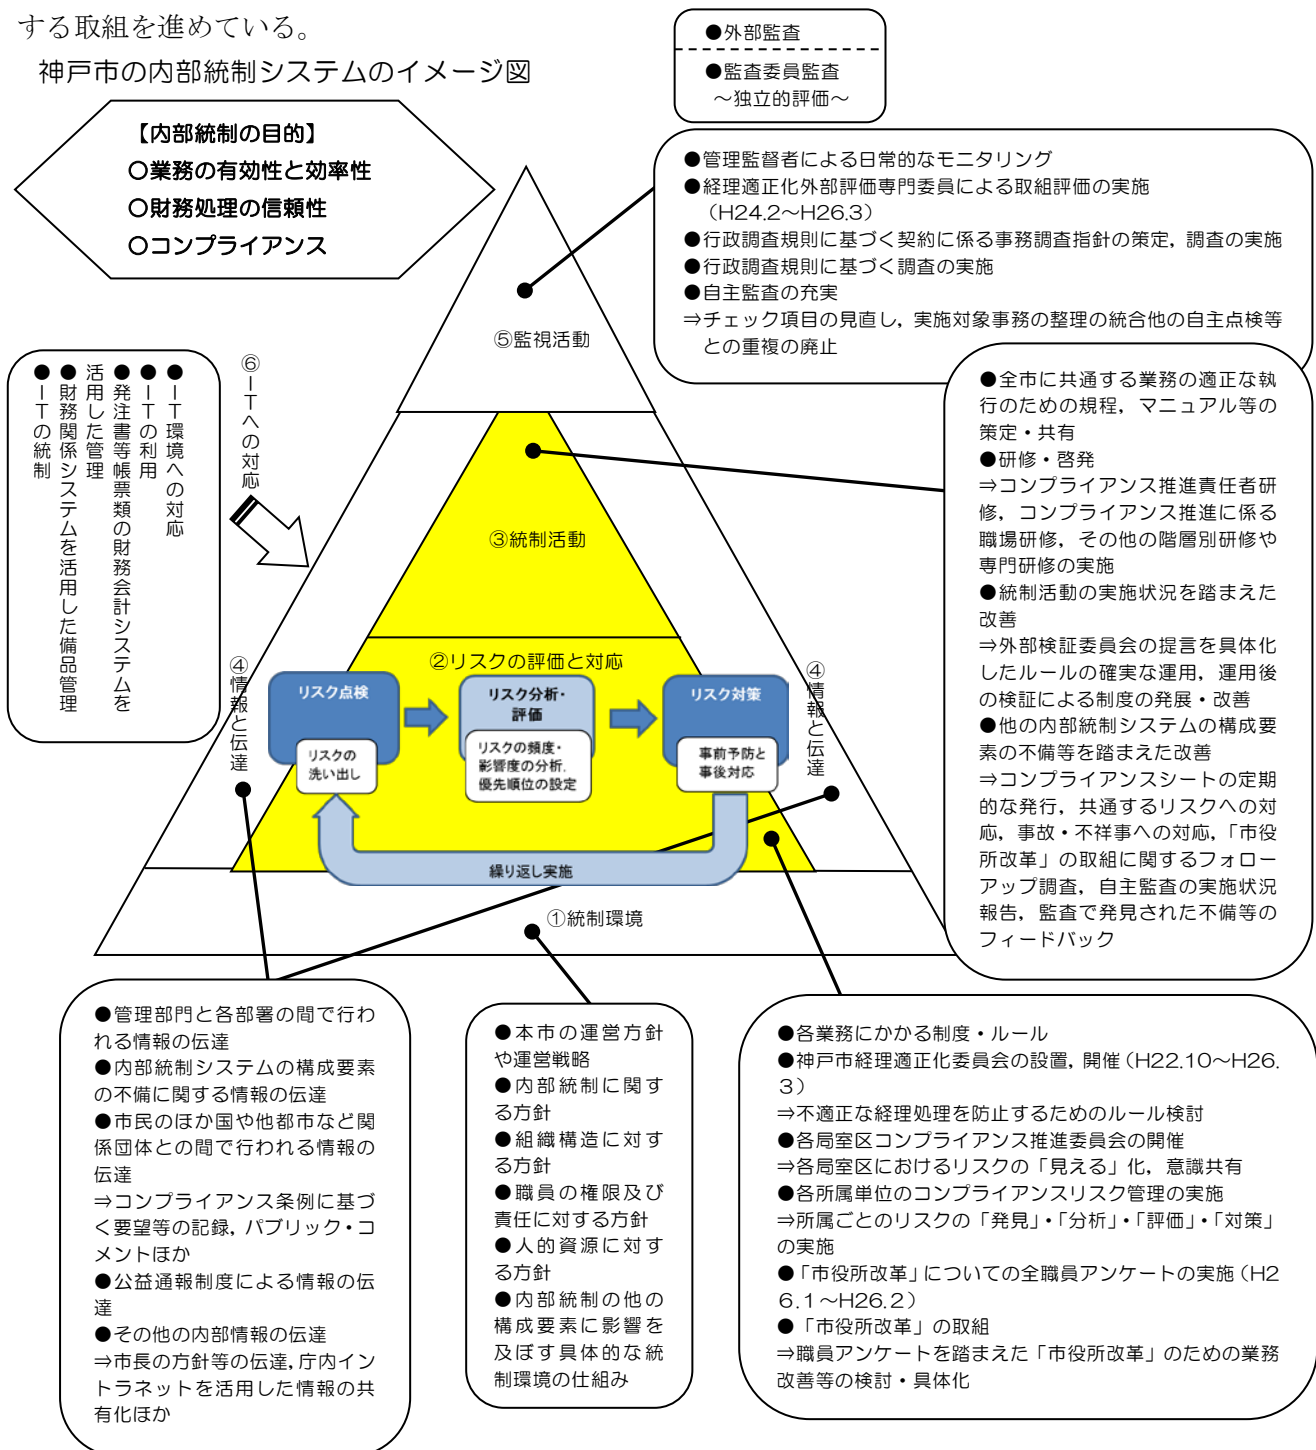 する取組を進めている。
神戸市の内部統制システムのイメージ図
●外部監査
●監査委員監査
～独立的評価～
【内部統制の目的】
○業務の有効性と効率性
○財務処理の信頼性
○コンプライアンス
●管理監督者による日常的なモニタリング
●経理適正化外部評価専門委員による取組評価の実施
（H24.2～H26.3）
●行政調査規則に基づく契約に係る事務調査指針の策定，調査の実施
●行政調査規則に基づく調査の実施
●自主監査の充実
⇒チェック項目の見直し，実施対象事務の整理の統合他の自主点検等
との重複の廃止
⑤監視活動
⑥ＩＴへの対応
●ＩＴ環境への対応
●ＩＴの利用
●発注書等帳票類の財務会計システムを
活用した管理
●財務関係システムを活用した備品管理
●ＩＴの統制
●全市に共通する業務の適正な執
行のための規程，マニュアル等の
策定・共有
●研修・啓発
⇒コンプライアンス推進責任者研
修，コンプライアンス推進に係る
職場研修，その他の階層別研修や
専門研修の実施
●統制活動の実施状況を踏まえた
改善
⇒外部検証委員会の提言を具体化
したルールの確実な運用，運用後
の検証による制度の発展・改善
●他の内部統制システムの構成要
素の不備等を踏まえた改善
⇒コンプライアンスシートの定期
的な発行，共通するリスクへの対
応，事故・不祥事への対応，「市役
所改革」の取組に関するフォロー
アップ調査，自主監査の実施状況
報告，監査で発見された不備等の
フィードバック
③統制活動
②リスクの評価と対応
④情報と伝達
④情報と伝達
リスク点検
リスクの
洗い出し
リスク分析・
評価
リスクの頻度・
影響度の分析，
優先順位の設定
リスク対策
事前予防と
事後対応
繰り返し実施
①統制環境
●管理部門と各部署の間で行わ
れる情報の伝達
●内部統制システムの構成要素
の不備に関する情報の伝達
●市民のほか国や他都市など関
係団体との間で行われる情報の
伝達
⇒コンプライアンス条例に基づ
く要望等の記録，パブリック・コ
メントほか
●公益通報制度による情報の伝
達
●その他の内部情報の伝達
⇒市長の方針等の伝達，庁内イン
トラネットを活用した情報の共
有化ほか
●本市の運営方針
や運営戦略
●内部統制に関す
る方針
●組織構造に対す
る方針
●職員の権限及び
責任に対する方針
●人的資源に対す
る方針
●内部統制の他の
構成要素に影響を
及ぼす具体的な統
制環境の仕組み
●各業務にかかる制度・ルール
●神戸市経理適正化委員会の設置，開催（H22.10～H26.
3）
⇒不適正な経理処理を防止するためのルール検討
●各局室区コンプライアンス推進委員会の開催
⇒各局室区におけるリスクの「見える」化，意識共有
●各所属単位のコンプライアンスリスク管理の実施
⇒所属ごとのリスクの「発見」・「分析」・「評価」・「対策」
の実施
●「市役所改革」についての全職員アンケートの実施（H2
6.1～H26.2）
●「市役所改革」の取組
⇒職員アンケートを踏まえた「市役所改革」のための業務
改善等の検討・具体化